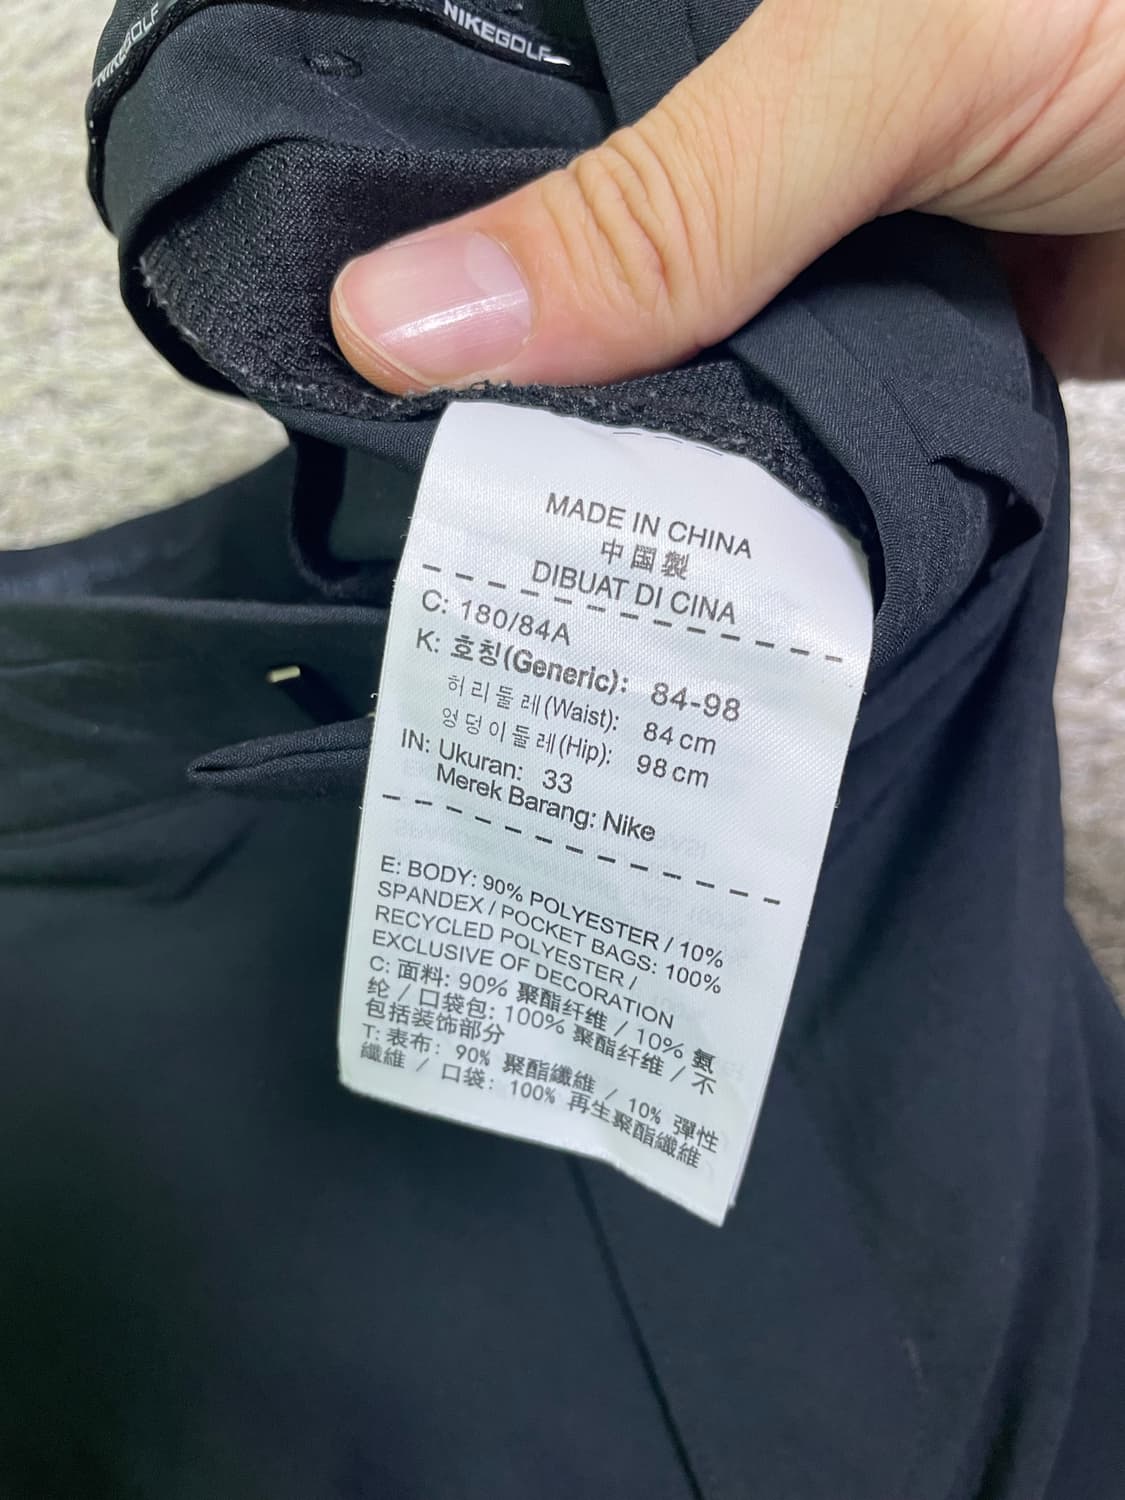 NIKEGOLF
NIKEGOLF
MADE IN CHINA
中国製
DIBUAT DI CINA
C: 180/84A
K: 호칭(Generic): 84-98
허리둘레(Waist): 84 cm
엉덩이둘레(Hip): 98 cm
IN: Ukuran: 33
Merek Barang: Nike
E: BODY: 90% POLYESTER / 10%
SPANDEX / POCKET BAGS: 100%
RECYCLED POLYESTER /
EXCLUSIVE OF DECORATION
C: 面料: 90% 聚酯纤维 / 10% 氨
纶 / 口袋包: 100% 聚酯纤维 / 不
包括装饰部分
T: 表布: 90% 聚酯纖維 / 10% 彈性
纖維 / 口袋: 100% 再生聚酯纖維